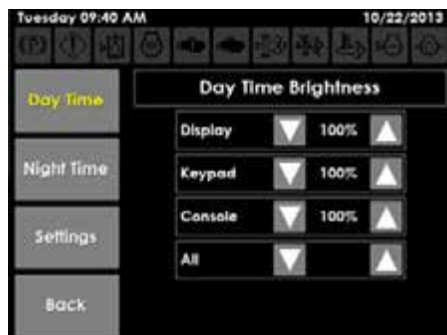 Tuesday 09:40 AM 10/22/2013
(P)
Day Time
Day Time Brightness
Display 100%
Night Time
Keypad 100%
Console 100%
Settings
All
Back